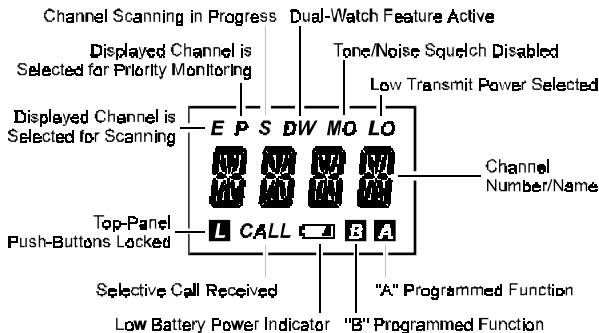 Channel Scanning in Progress Dual-Watch Feature Active
Displayed Channel is
Selected for Priority Monitoring
Tone/Noise Squelch Disabled
Low Transmit Power Selected
Displayed Channel is
Selected for Scanning
E P S DW MO LO
Channel
Number/Name
Top-Panel
Push-Buttons Locked
L CALL B A
Selective Call Received
"A" Programmed Function
Low Battery Power Indicator "B" Programmed Function